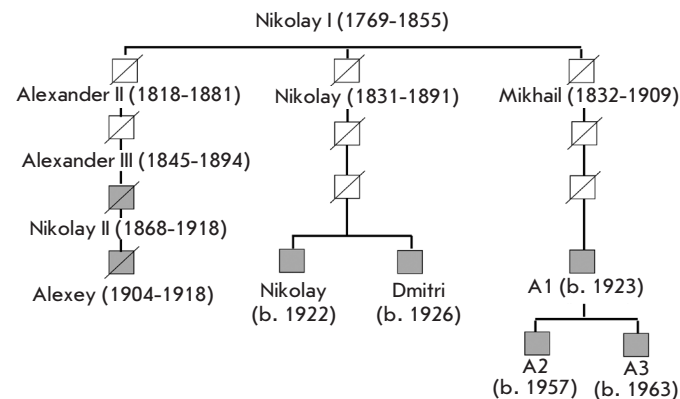 Nikolay I (1769-1855)
Alexander II (1818-1881)
Nikolay (1831-1891)
Mikhail (1832-1909)
Alexander III (1845-1894)
Nikolay II (1868-1918)
Alexey (1904-1918)
Nikolay
(b. 1922)
Dmitri
(b. 1926)
A1 (b. 1923)
A2
(b. 1957)
A3
(b. 1963)